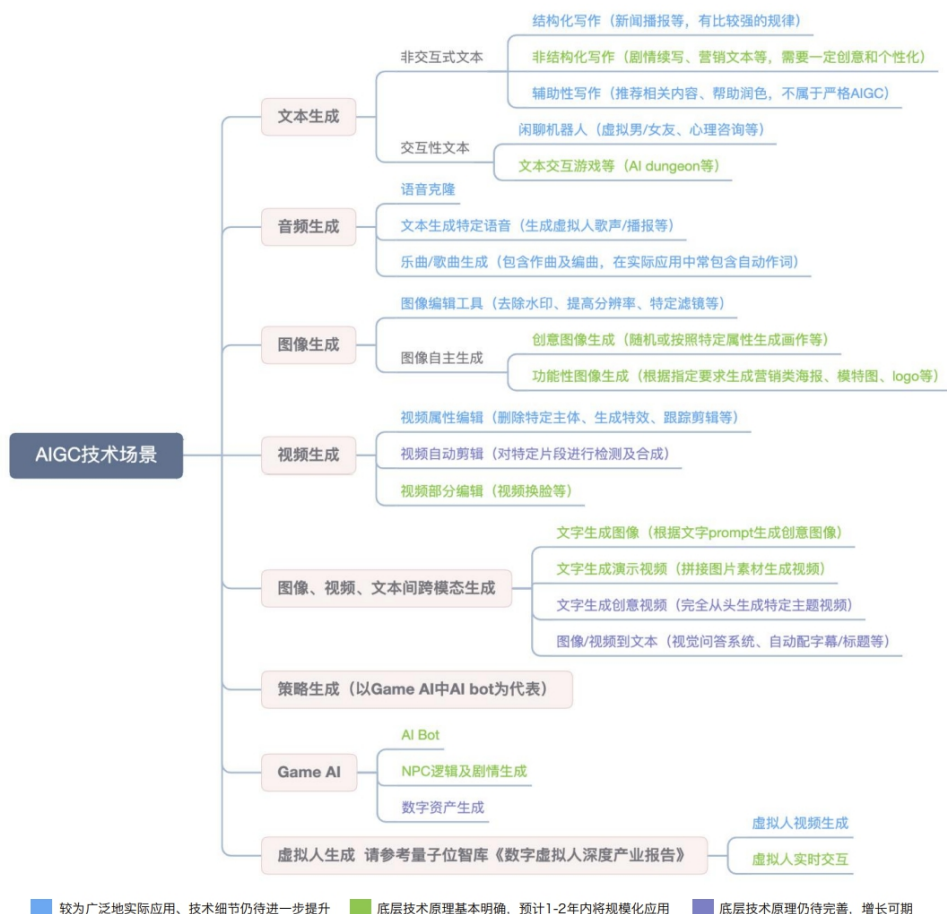 AIGC技术场景
文本生成
非交互式文本
结构化写作（新闻播报等，有比较强的规律）
非结构化写作（剧情续写、营销文本等，需要一定创意和个性化）
辅助性写作（推荐相关内容、帮助润色，不属于严格AIGC）
交互性文本
闲聊机器人（虚拟男/女友、心理咨询等）
文本交互游戏等（AI dungeon等）
音频生成
语音克隆
文本生成特定语音（生成虚拟人歌声/播报等）
乐曲/歌曲生成（包含作曲及编曲，在实际应用中常包含自动作词）
图像生成
图像编辑工具（去除水印、提高分辨率、特定滤镜等）
图像自主生成
创意图像生成（随机或按照特定属性生成画作等）
功能性图像生成（根据指定要求生成营销类海报、模特图、logo等）
视频生成
视频属性编辑（删除特定主体、生成特效、跟踪剪辑等）
视频自动剪辑（对特定片段进行检测及合成）
视频部分编辑（视频换脸等）
图像、视频、文本间跨模态生成
文字生成图像（根据文字prompt生成创意图像）
文字生成演示视频（拼接图片素材生成视频）
文字生成创意视频（完全从头生成特定主题视频）
图像/视频到文本（视觉问答系统、自动配字幕/标题等）
策略生成（以Game AI中AI bot为代表）
Game AI
AI Bot
NPC逻辑及剧情生成
数字资产生成
虚拟人生成 请参考量子位智库《数字虚拟人深度产业报告》
虚拟人视频生成
虚拟人实时交互
较为广泛地实际应用、技术细节仍待进一步提升
底层技术原理基本明确，预计1-2年内将规模化应用
底层技术原理仍待完善，增长可期